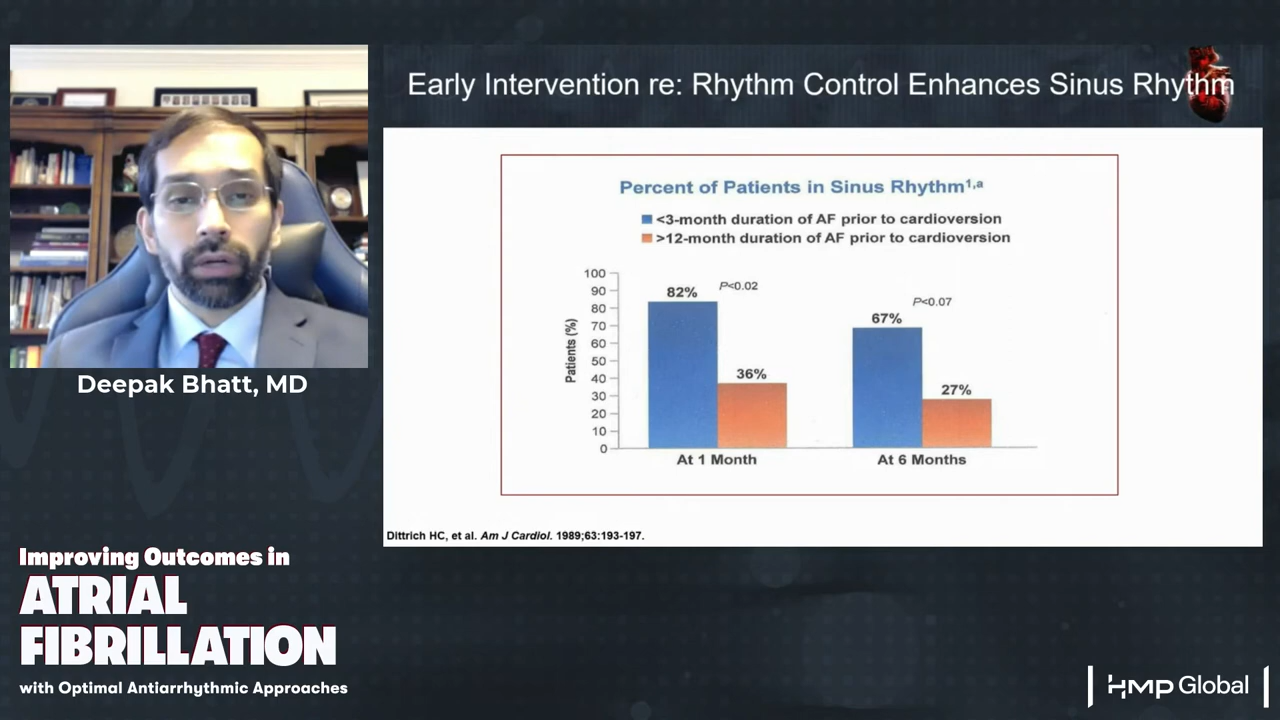 Early Intervention re: Rhythm Control Enhances Sinus Rhythm
Percent of Patients in Sinus Rhythm1,a
<3-month duration of AF prior to cardioversion
>12-month duration of AF prior to cardioversion
100
90
80
70
60
50
40
30
20
10
0
Patients (%)
82%
P<0.02
36%
67%
P<0.07
27%
At 1 Month
At 6 Months
Dittrich HC, et al. Am J Cardiol. 1989;63:193-197.
Deepak Bhatt, MD
Improving Outcomes in
ATRIAL
FIBRILLATION
with Optimal Antiarrhythmic Approaches
HMP Global